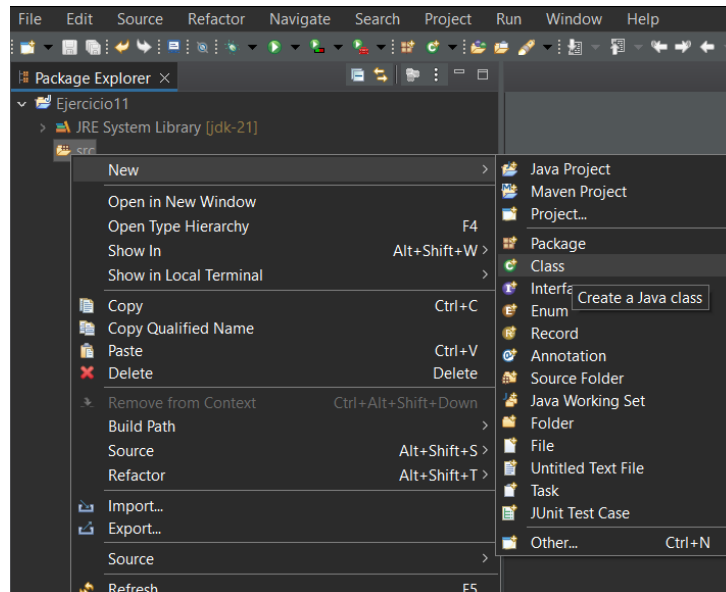 File Edit Source Refactor Navigate Search Project Run Window Help
Package Explorer
Ejercicio11
JRE System Library [jdk-21]
src
New
Open in New Window
Open Type Hierarchy F4
Show In Alt+Shift+W
Show in Local Terminal
Copy Ctrl+C
Copy Qualified Name
Paste Ctrl+V
Delete Delete
Remove from Context Ctrl+Alt+Shift+Down
Build Path
Source Alt+Shift+S
Refactor Alt+Shift+T
Import...
Export...
Source
Refresh F5
Java Project
Maven Project
Project...
Package
Class
Interfa
Create a Java class
Enum
Record
Annotation
Source Folder
Java Working Set
Folder
File
Untitled Text File
Task
JUnit Test Case
Other... Ctrl+N